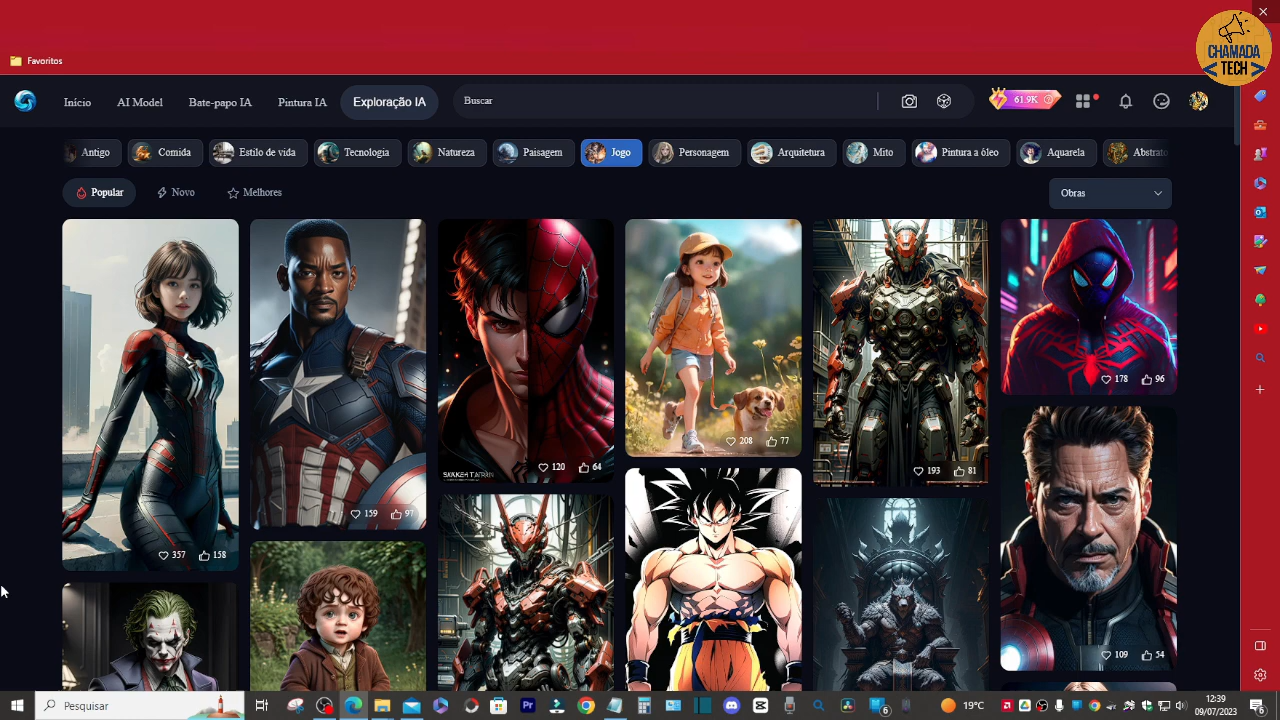 CHAMADA
< TECH >
Favoritos
Início
AI Model
Bate-papo IA
Pintura IA
Exploração IA
Buscar
61.9K
Antigo
Comida
Estilo de vida
Tecnologia
Natureza
Paisagem
Jogo
Personagem
Arquitetura
Mito
Pintura a óleo
Aquarela
Abstrato
Popular
Novo
Melhores
Obras
357 158
159 97
120 64
208 77
193 81
178 96
109 54
Pesquisar
Pr
6
19°C
12:39
09/07/2023
6